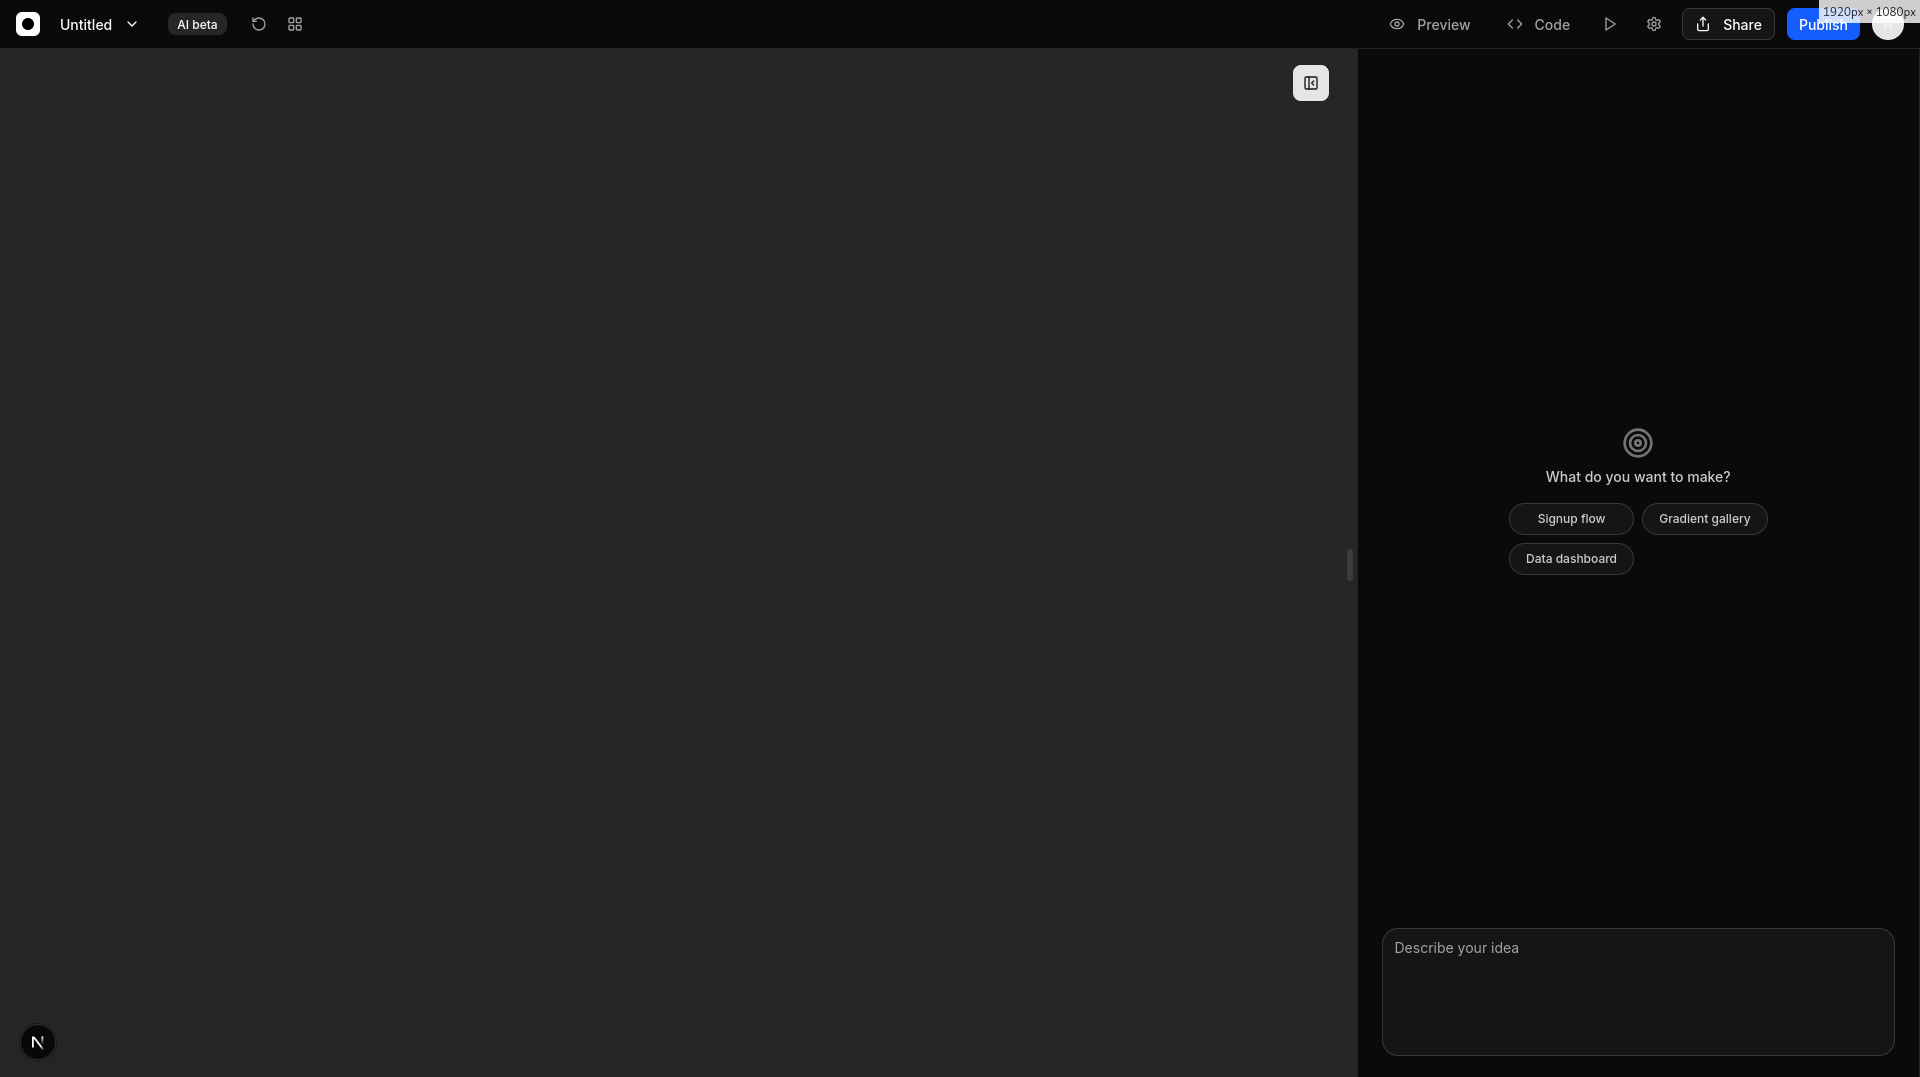 Untitled
AI beta
Preview
Code
Share
Publish
1920px × 1080px
What do you want to make?
Signup flow
Gradient gallery
Data dashboard
Describe your idea
N